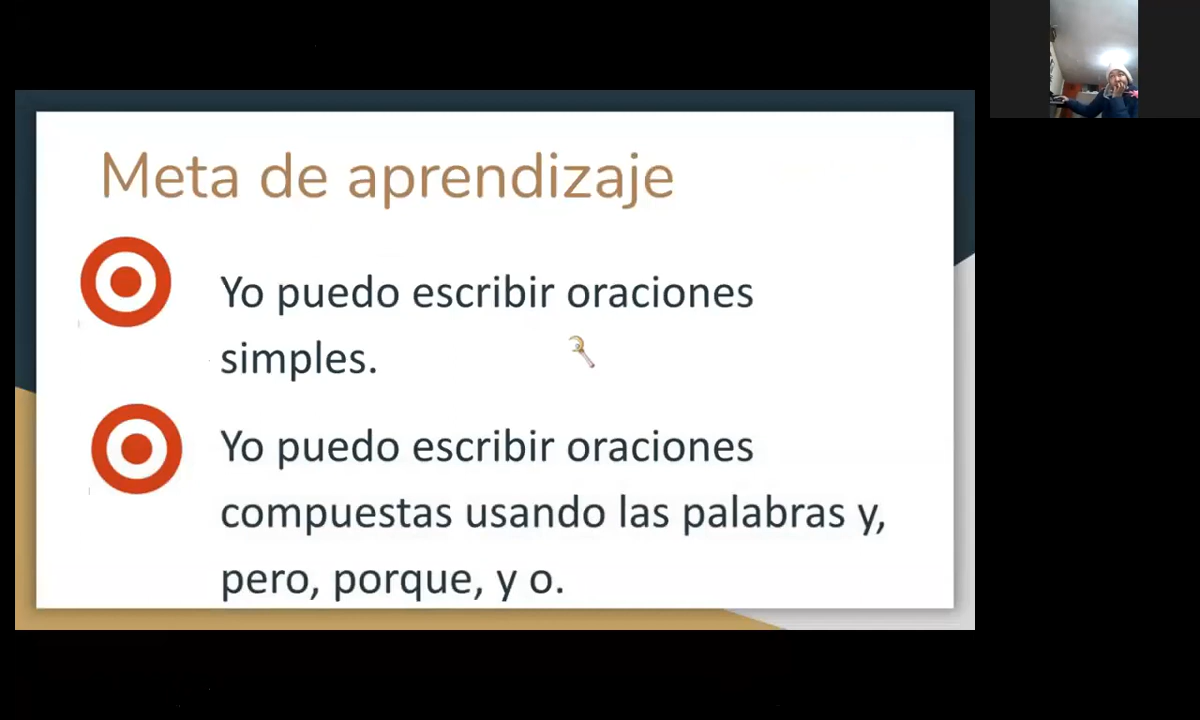 Meta de aprendizaje
Yo puedo escribir oraciones
simples.
Yo puedo escribir oraciones
compuestas usando las palabras y,
pero, porque, y o.